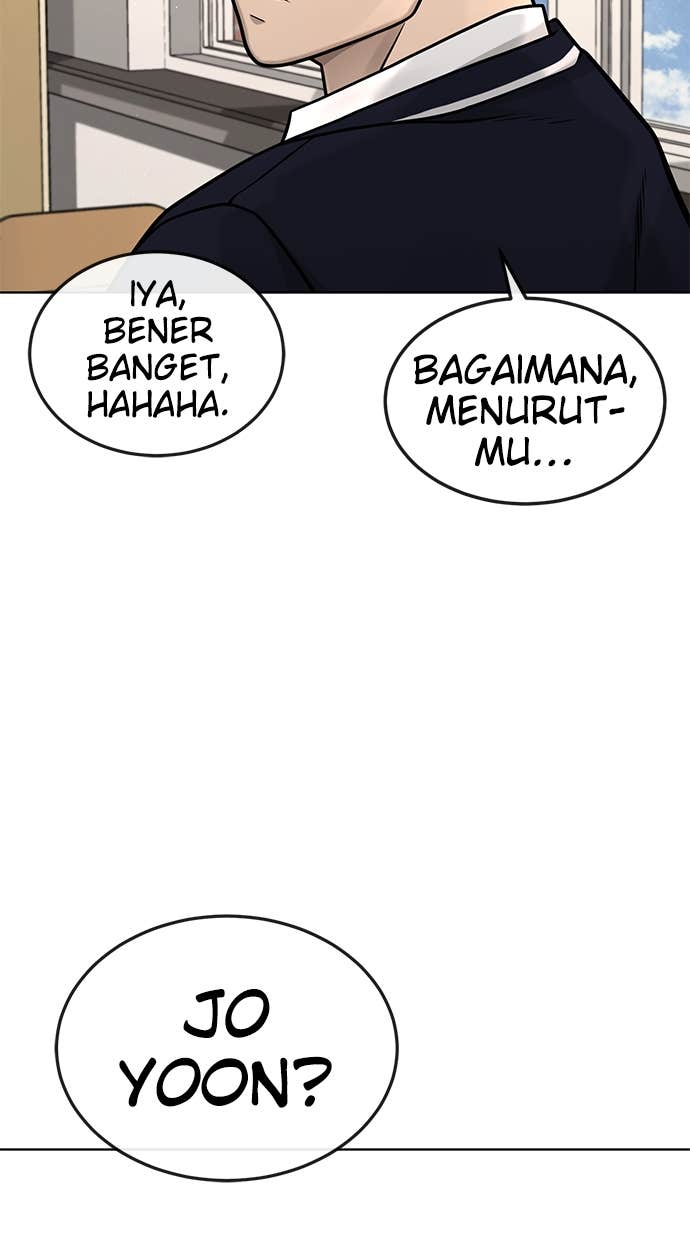 IYA,
BENER
BANGET,
HAHAHA.
BAGAIMANA,
MENURUT-
MU...
JO
YOON?